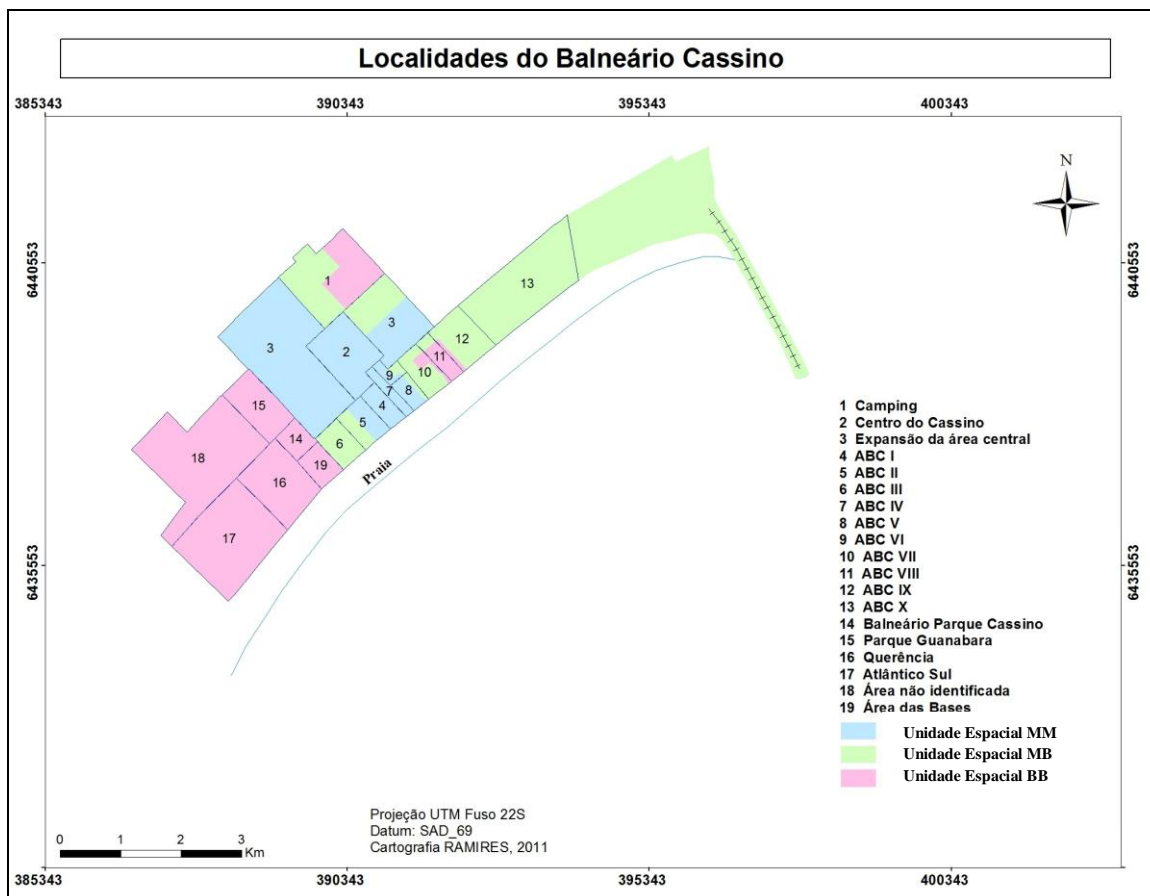 Localidades do Balneário Cassino
385343 390343 395343 400343
N
6440553 6440553
6435553 6435553
1
3
2
3
13
12
11
10
9
7
8
4
5
6
15
14
19
18
16
17
Praia
1 Camping
2 Centro do Cassino
3 Expansão da área central
4 ABC I
5 ABC II
6 ABC III
7 ABC IV
8 ABC V
9 ABC VI
10 ABC VII
11 ABC VIII
12 ABC IX
13 ABC X
14 Balneário Parque Cassino
15 Parque Guanabara
16 Querência
17 Atlântico Sul
18 Área não identificada
19 Área das Bases
Unidade Espacial MM
Unidade Espacial MB
Unidade Espacial BB
Projeção UTM Fuso 22S
Datum: SAD_69
Cartografia RAMIRES, 2011
0 1 2 3
Km
385343 390343 395343 400343